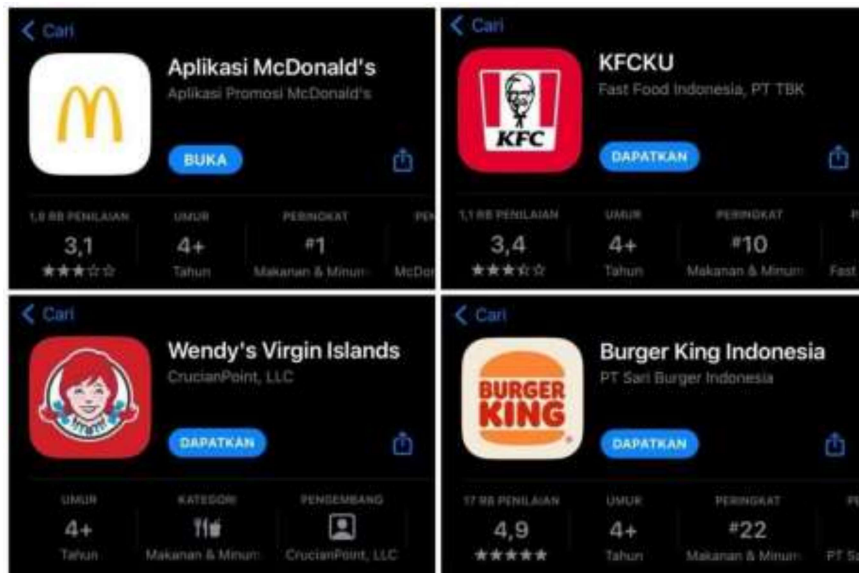 Cari
Aplikasi McDonald's
Aplikasi Promosi McDonald's
BUKA
1,8 RB PENILAIAN UMUR PERINGKAT
3,1 4+ #1
Tahun Makanan & Minum McDon
Cari
KFCKU
Fast Food Indonesia, PT TBK
KFC
DAPATKAN
1,1 RB PENILAIAN UMUR PERINGKAT
3,4 4+ #10
Tahun Makanan & Minum Fast
Cari
Wendy's Virgin Islands
CrucianPoint, LLC
DAPATKAN
UMUR KATEGORI PENGEMBANG
4+
Tahun Makanan & Minum CrucianPoint, LLC
Cari
Burger King Indonesia
PT Sari Burger Indonesia
BURGER
KING
DAPATKAN
17 RB PENILAIAN UMUR PERINGKAT
4,9 4+ #22
Tahun Makanan & Minum PT Sa